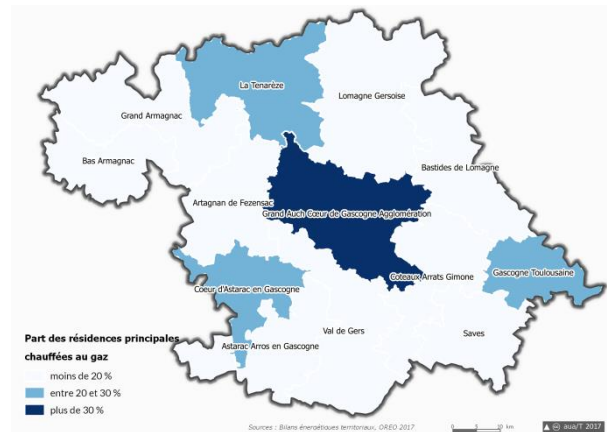 La Tenarèze
Lomagne Gersoise
Grand Armagnac
Bas Armagnac
Bastides de Lomagne
Artagnan de Fezensac
Grand Auch Cœur de Gascogne Agglomération
Gascogne Toulousaine
Coteaux Arrats Gimone
Coeur d'Astarac en Gascogne
Val de Gers
Saves
Astarac Arros en Gascogne
Part des résidences principales
chauffées au gaz
moins de 20 %
entre 20 et 30 %
plus de 30 %
Sources : Bilans énergétiques territoriaux, OREO 2017
0 5 10 km
aua/T 2017